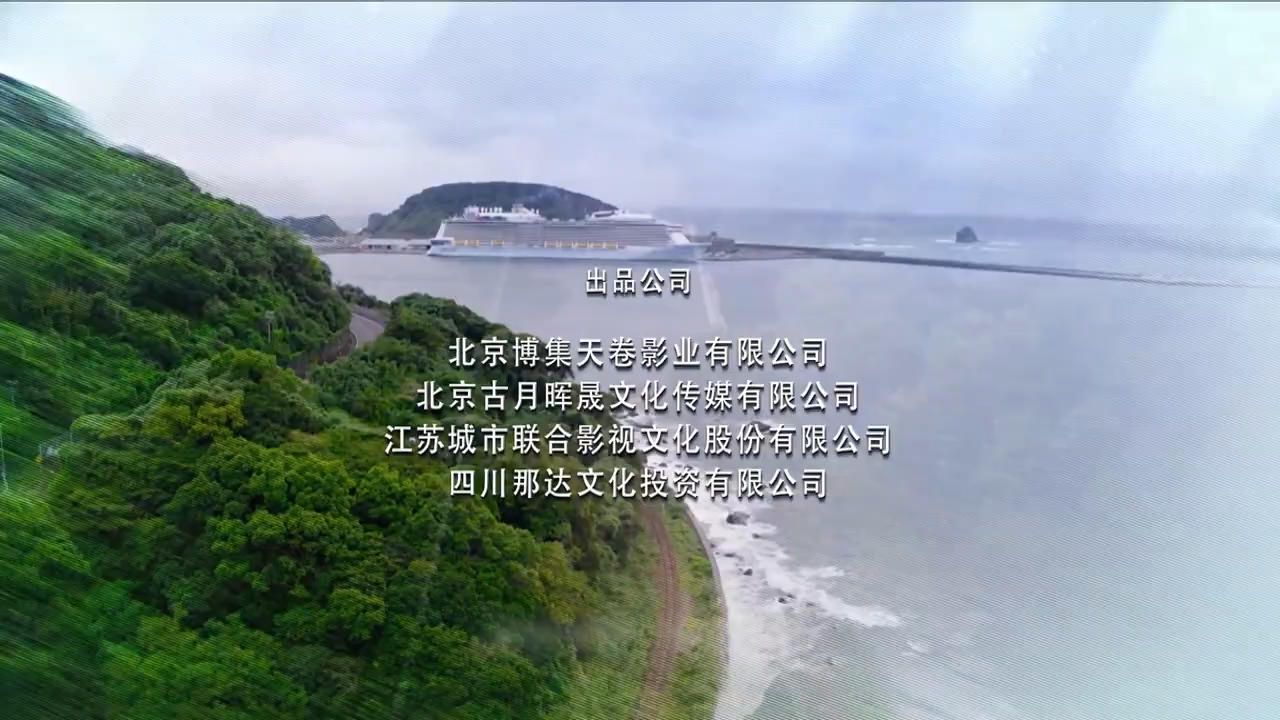 出品公司
北京博集天卷影业有限公司
北京古月晖晟文化传媒有限公司
江苏城市联合影视文化股份有限公司
四川那达文化投资有限公司